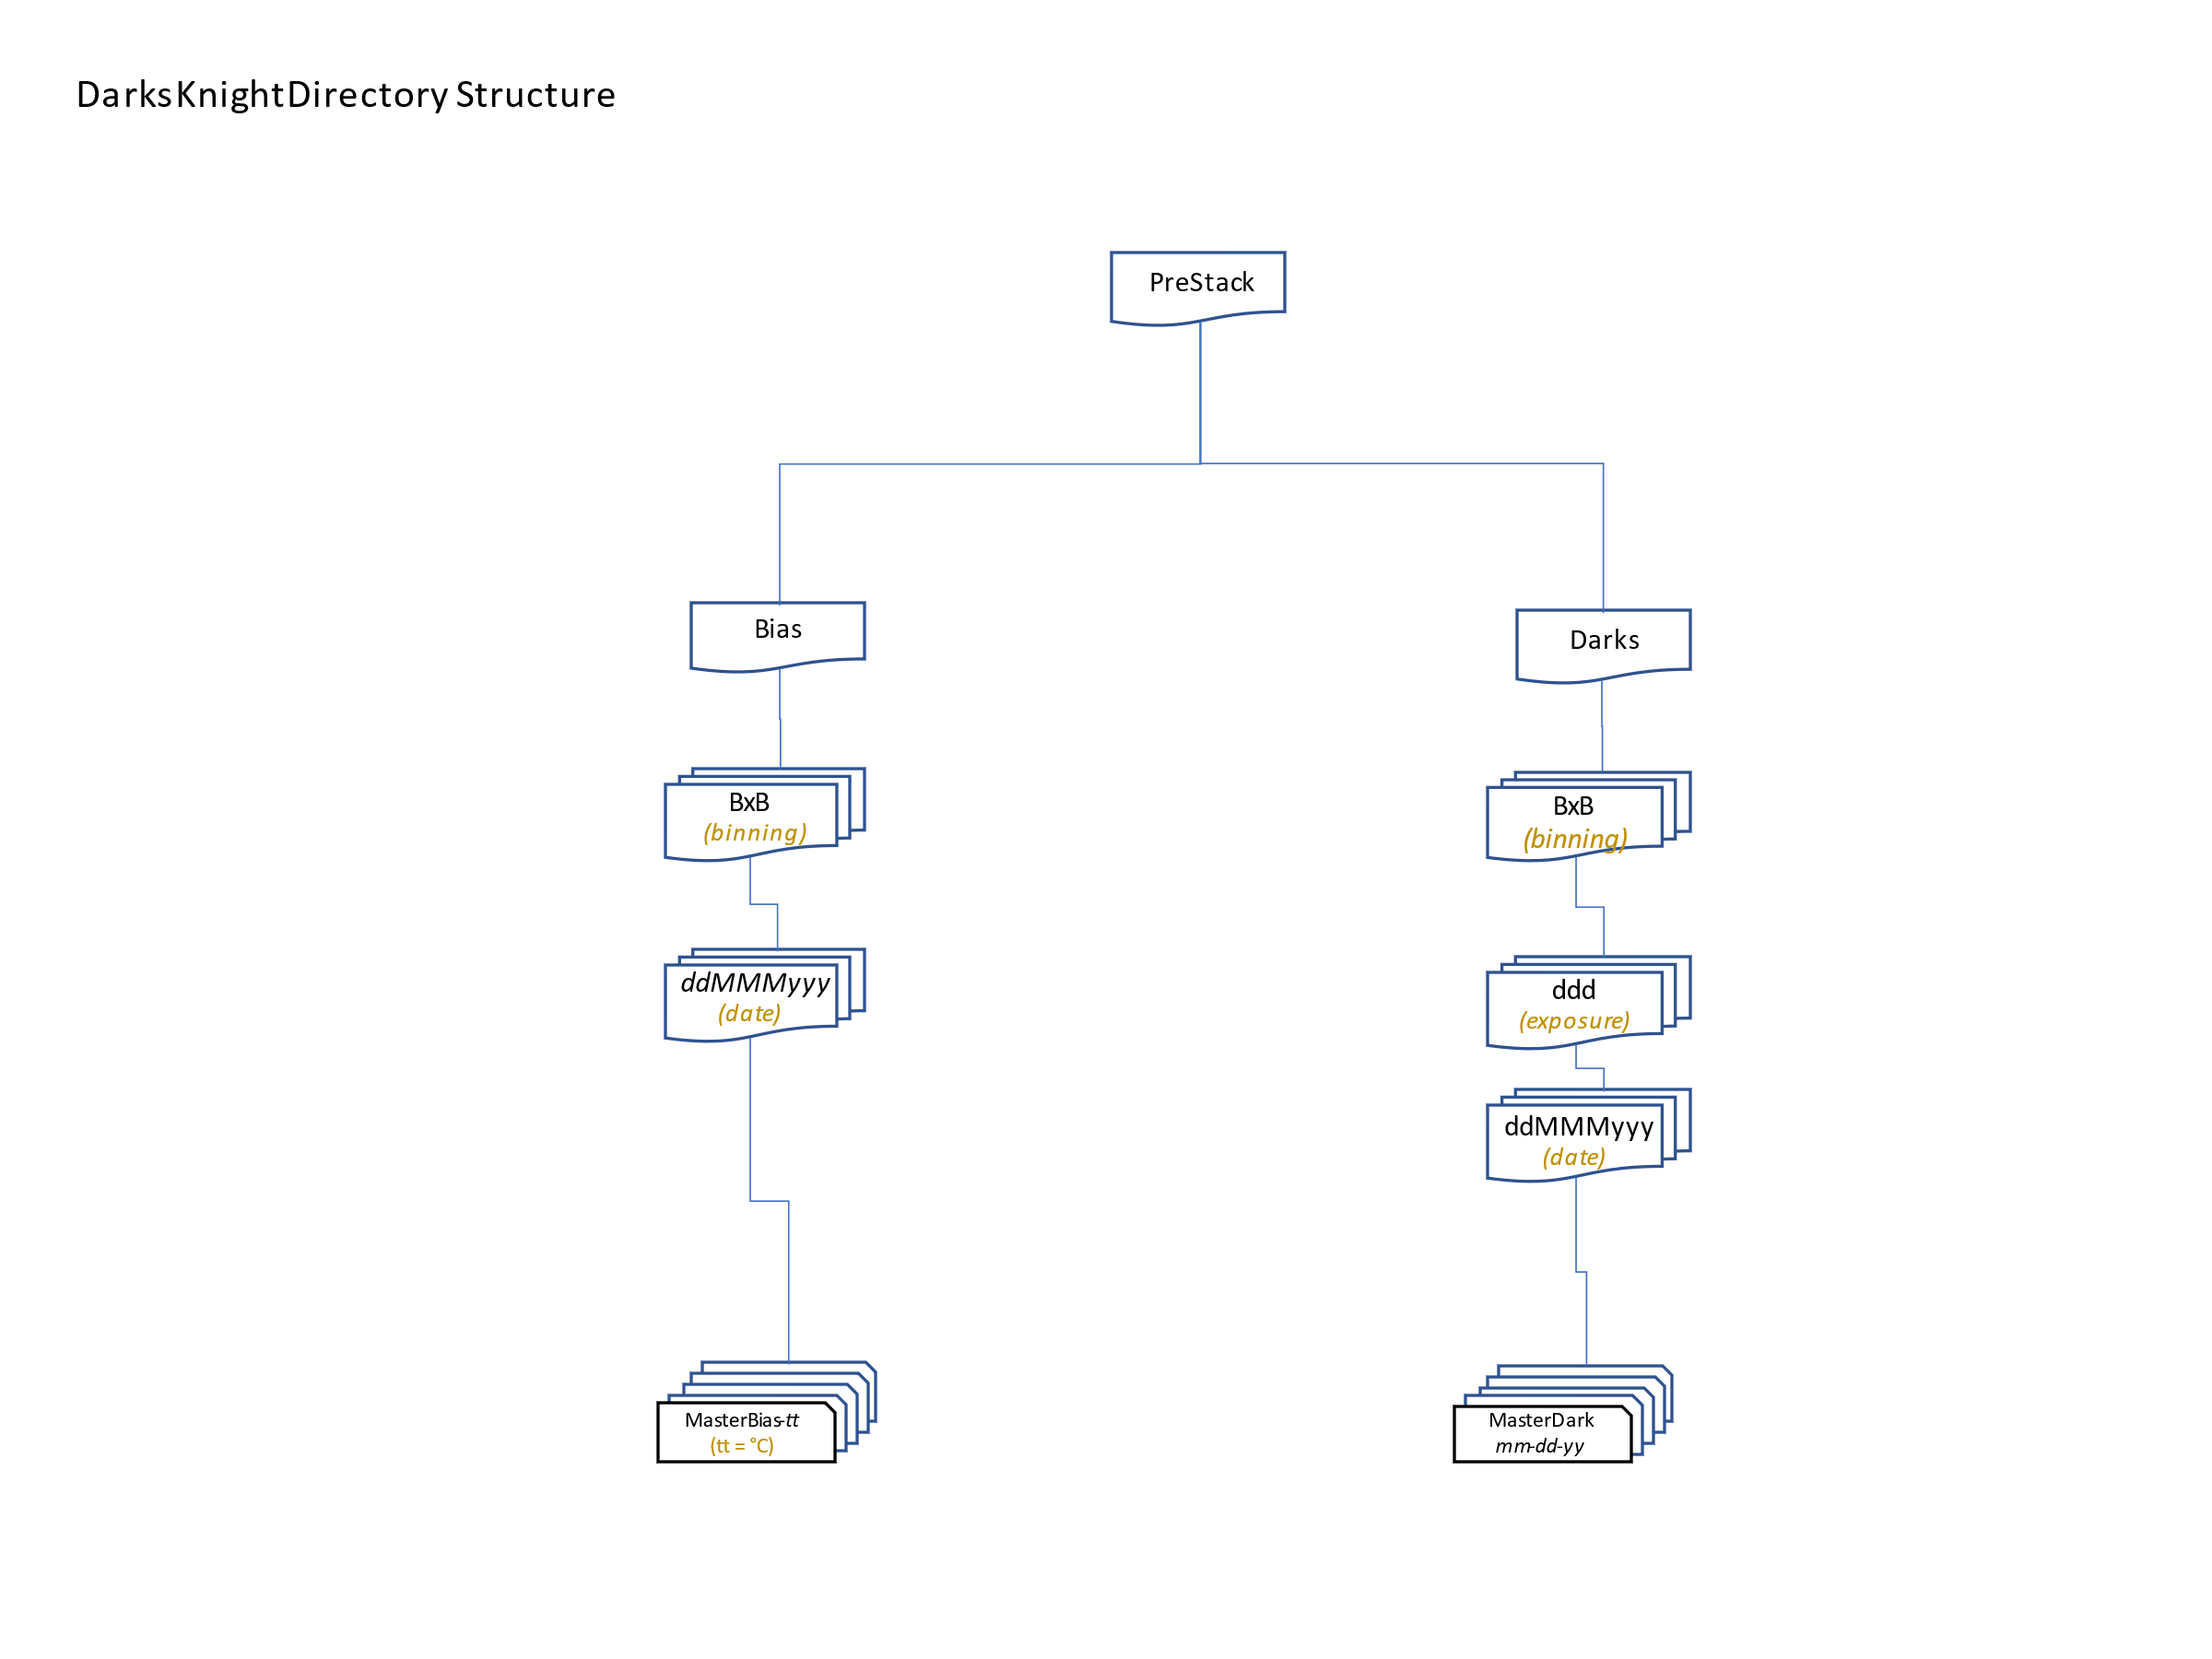 DarksKnightDirectory Structure
PreStack
Bias
Darks
BxB
(binning)
BxB
(binning)
ddMMMyyy
(date)
ddd
(exposure)
ddMMMyyy
(date)
MasterBias-tt
(tt = °C)
MasterDark
mm-dd-yy